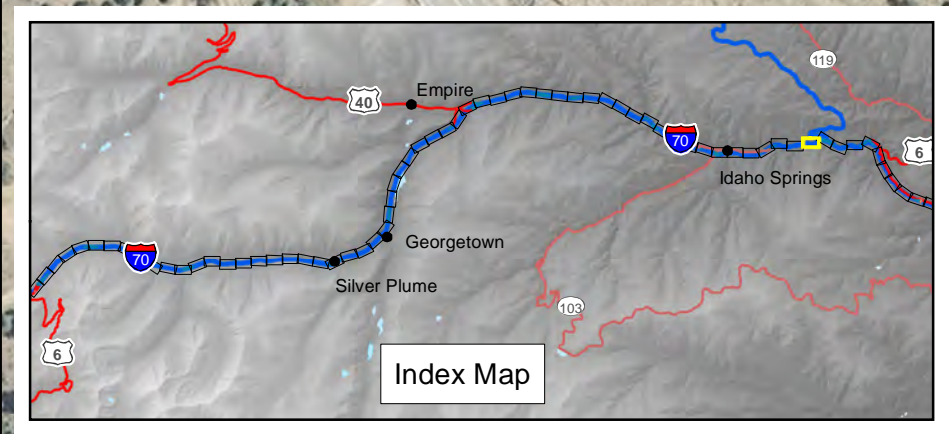 119
Empire
40
70
6
Idaho Springs
Georgetown
70
Silver Plume
103
6
Index Map